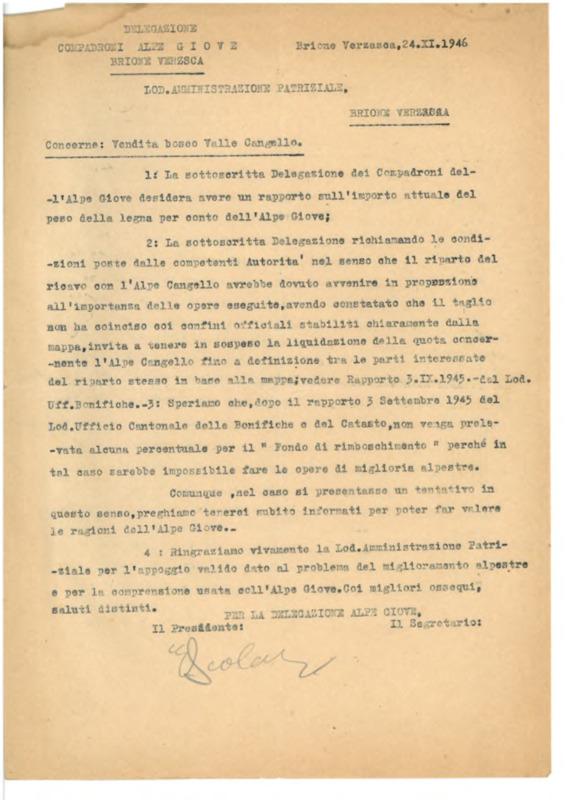 DELEGAZIONE
COMPADRONI ALPE G I O V E
BRIONE VERZSCA
Brione Verzasca,24.XI.1946
LOD.AMMINISTRAZIONE PATRIZIALE,
BRIONE VERZASCA
Concerne: Vendita bosco Valle Cangello.
1: La sottoscritta Delegazione dei Compadroni del-
-l'Alpe Giove desidera avere un rapporto sull'importo attuale del
peso della legna per conto dell'Alpe Giove;
2: La sottoscritta Delegazione richiamando le condi-
-zioni poste dalle competenti Autorita' nel senso che il riparto del
ricavo con l'Alpe Cangello avrebbe dovuto avvenire in proporzione
all'importanza delle opere eseguite,avendo constatato che il taglio
non ha coinciso coi confini officiali stabiliti chiaramente dalla
mappa,invita a tenere in sospeso la liquidazione della quota concer-
-nente l'Alpe Cangello fino a definizione tra le parti interessate
del riparto stesso in base alla mappa;vedere Rapporto 3.IX.1945.-del Lod.
Uff.Bonifiche.-3: Speriamo che,dopo il rapporto 3 Settembre 1945 del
Lod.Ufficio Cantonale delle Bonifiche e del Catasto,non venga prele-
-vata alcuna percentuale per il " Fondo di rimboschimento " perché in
tal caso sarebbe impossibile fare le opere di miglioria alpestre.
Comunque ,nel caso si presentasse un tentativo in
questo senso,preghiamo tenerci subito informati per poter far valere
le ragioni dell'Alpe Giove.-
4 : Ringraziamo vivamente la Lod.Amministrazione Patri-
-ziale per l'appoggio valido dato al problema del miglioramento alpestre
e per la comprensione usata coll'Alpe Giove.Coi migliori ossequi,
saluti distinti.
PER LA DELEGAZIONE ALPE GIOVE,
Il Presidente:
Il Segretario: